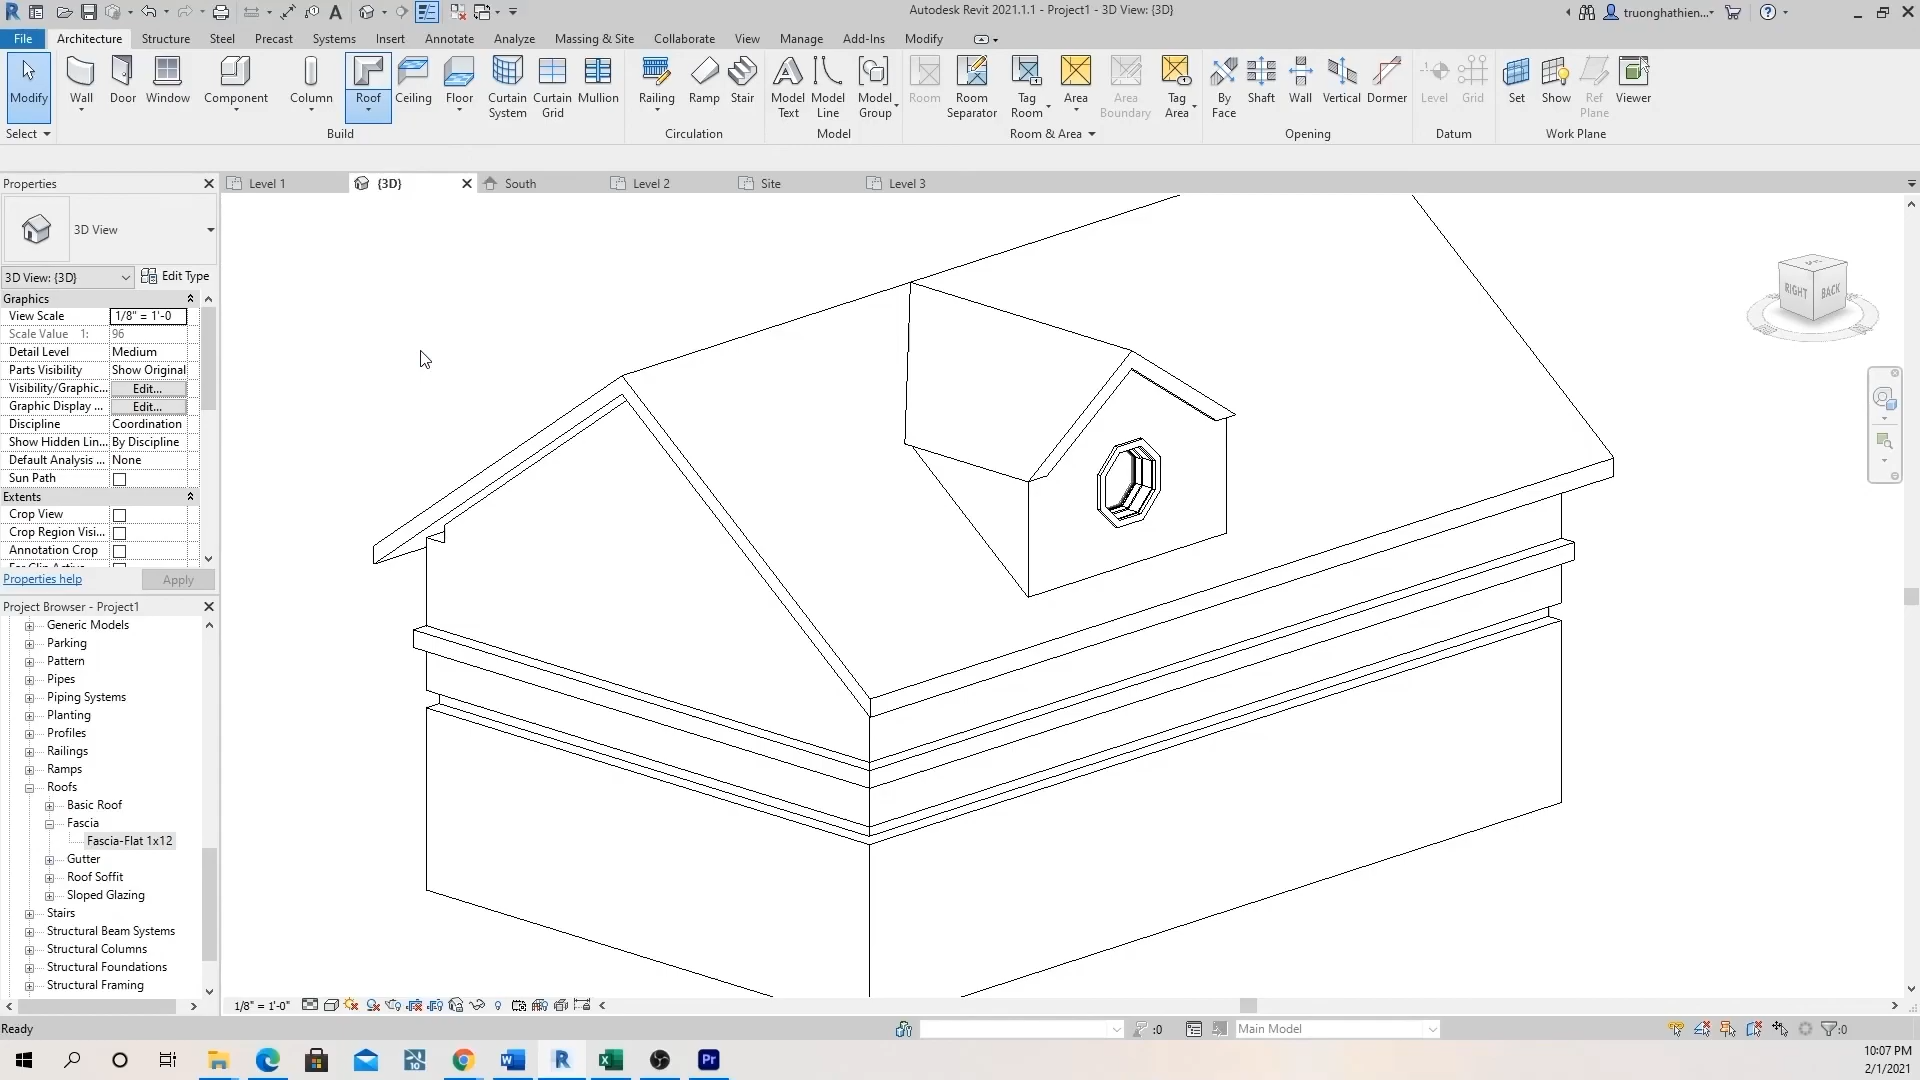 Autodesk Revit 2021.1.1 - Project1 - 3D View: {3D}
truonghathien...
File
Architecture
Structure
Steel
Precast
Systems
Insert
Annotate
Analyze
Massing & Site
Collaborate
View
Manage
Add-Ins
Modify
Modify
Wall
Door
Window
Component
Column
Roof
Ceiling
Floor
Curtain System
Curtain Grid
Mullion
Railing
Ramp
Stair
Model Text
Model Line
Model Group
Room
Room Separator
Tag Room
Area
Area Boundary
Tag Area
By Face
Shaft
Wall
Vertical
Dormer
Level
Grid
Set
Show
Ref Plane
Viewer
Select
Build
Circulation
Model
Room & Area
Opening
Datum
Work Plane
Properties
Level 1
{3D}
South
Level 2
Site
Level 3
3D View
3D View: {3D}
Edit Type
Graphics
View Scale 1/8" = 1'-0
Scale Value 1: 96
Detail Level Medium
Parts Visibility Show Original
Visibility/Graphic... Edit...
Graphic Display ... Edit...
Discipline Coordination
Show Hidden Lin... By Discipline
Default Analysis ... None
Sun Path
Extents
Crop View
Crop Region Visi...
Annotation Crop
Properties help
Apply
Project Browser - Project1
Generic Models
Parking
Pattern
Pipes
Piping Systems
Planting
Profiles
Railings
Ramps
Roofs
Basic Roof
Fascia
Fascia-Flat 1x12
Gutter
Roof Soffit
Sloped Glazing
Stairs
Structural Beam Systems
Structural Columns
Structural Foundations
Structural Framing
RIGHT
BACK
1/8" = 1'-0"
Ready
:0
Main Model
:0
10:07 PM
2/1/2021